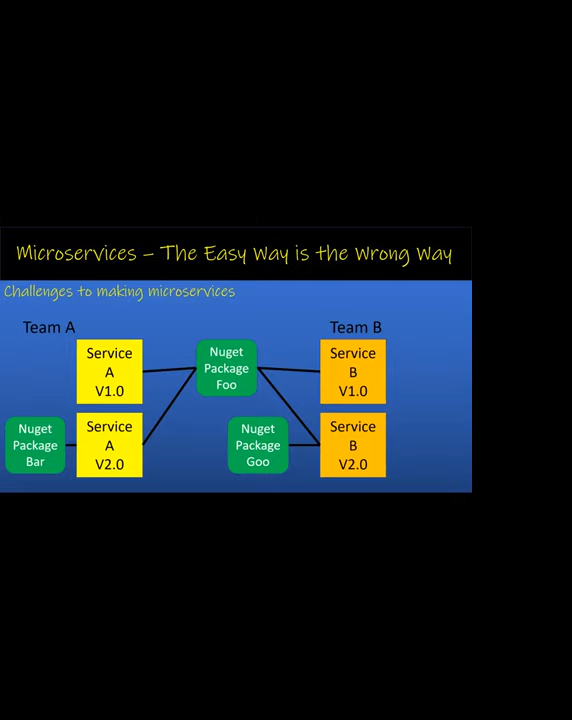 Microservices – The Easy Way is the Wrong Way
Challenges to making microservices
Team A
Team B
Service
A
V1.0
Nuget
Package
Foo
Service
B
V1.0
Nuget
Package
Bar
Service
A
V2.0
Nuget
Package
Goo
Service
B
V2.0